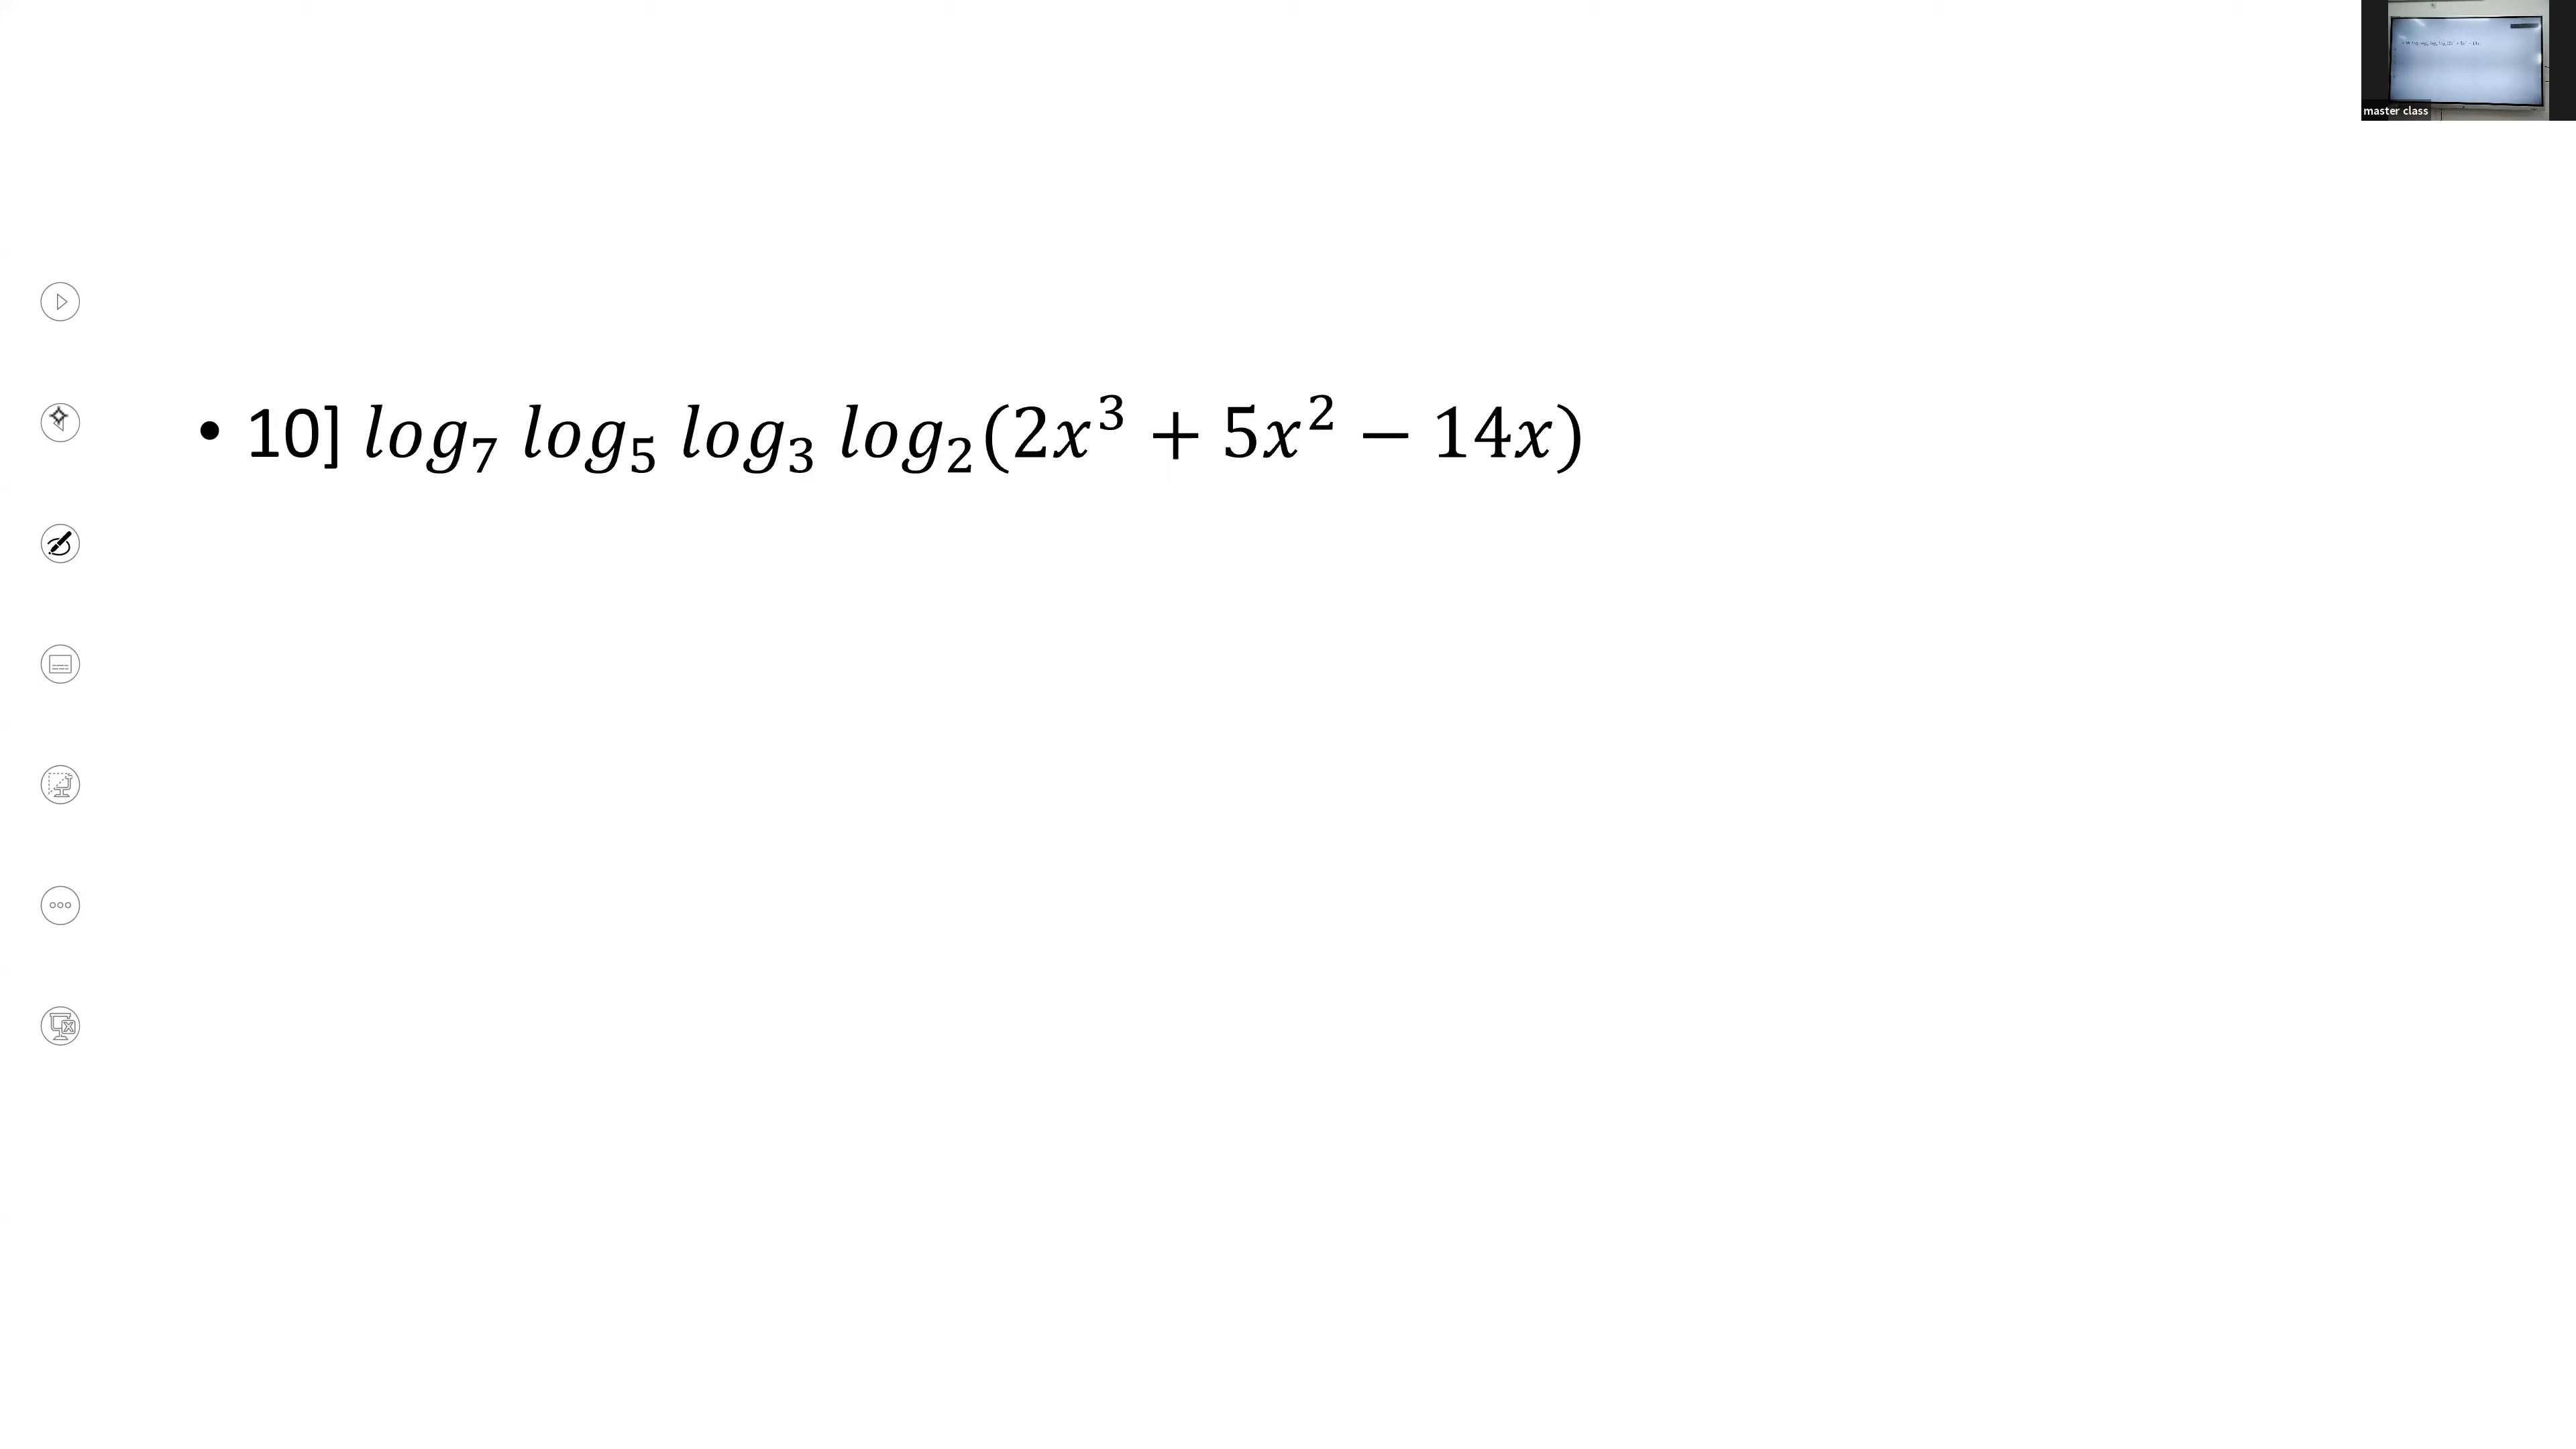 master class
• 10] log₇ log₅ log₃ log₂(2x³ + 5x² − 14x)